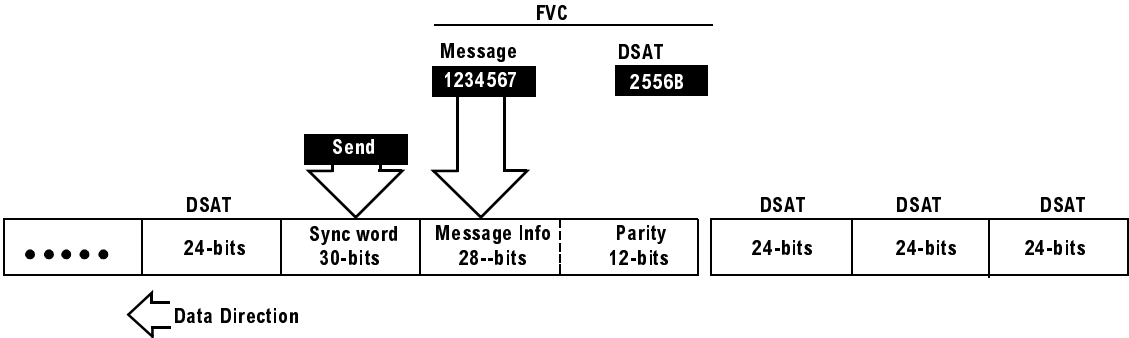 FVC
Message DSAT
1234567 2556B
Send
DSAT DSAT DSAT DSAT
24-bits Sync word 30-bits Message Info 28--bits Parity 12-bits 24-bits 24-bits 24-bits
Data Direction